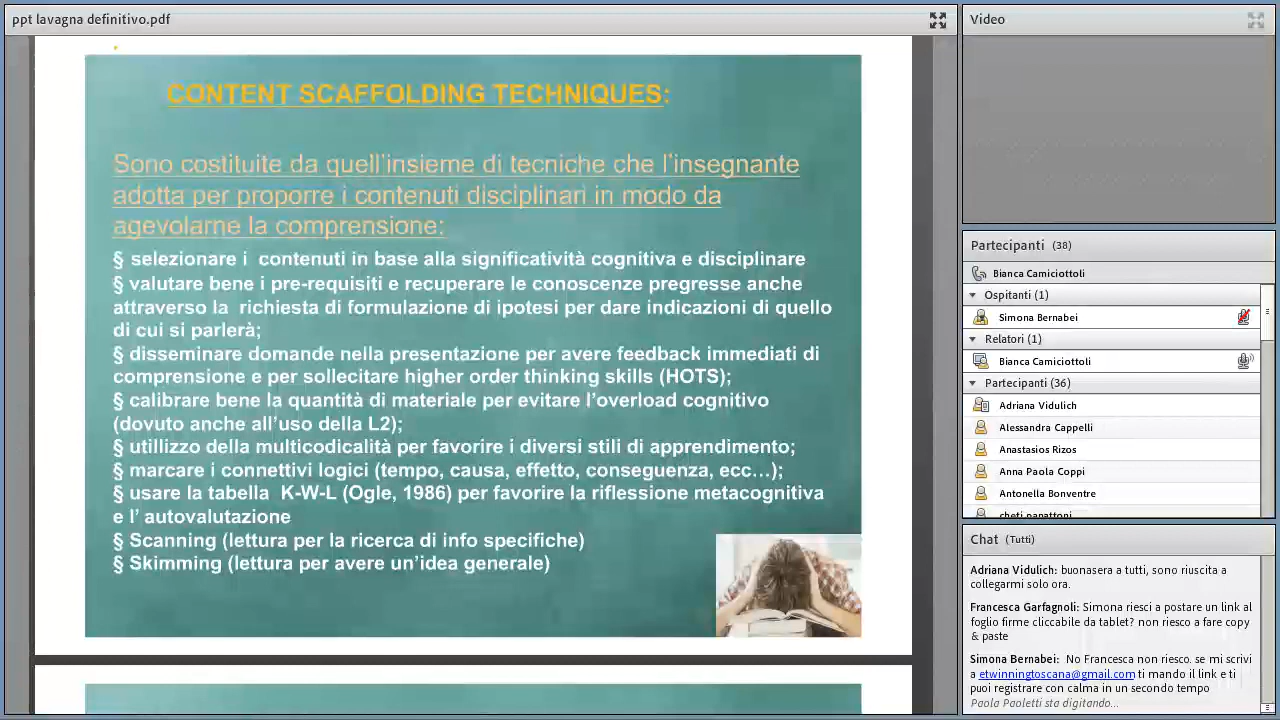 ppt lavagna definitivo.pdf
CONTENT SCAFFOLDING TECHNIQUES:
Sono costituite da quell'insieme di tecniche che l'insegnante
adotta per proporre i contenuti disciplinari in modo da
agevolarne la comprensione:
§ selezionare i contenuti in base alla significatività cognitiva e disciplinare
§ valutare bene i pre-requisiti e recuperare le conoscenze pregresse anche
attraverso la richiesta di formulazione di ipotesi per dare indicazioni di quello
di cui si parlerà;
§ disseminare domande nella presentazione per avere feedback immediati di
comprensione e per sollecitare higher order thinking skills (HOTS);
§ calibrare bene la quantità di materiale per evitare l'overload cognitivo
(dovuto anche all'uso della L2);
§ utillizzo della multicodicalità per favorire i diversi stili di apprendimento;
§ marcare i connettivi logici (tempo, causa, effetto, conseguenza, ecc...);
§ usare la tabella K-W-L (Ogle, 1986) per favorire la riflessione metacognitiva
e l' autovalutazione
§ Scanning (lettura per la ricerca di info specifiche)
§ Skimming (lettura per avere un'idea generale)
Video
Partecipanti (38)
Bianca Camiciottoli
Ospitanti (1)
Simona Bernabei
Relatori (1)
Bianca Camiciottoli
Partecipanti (36)
Adriana Vidulich
Alessandra Cappelli
Anastasios Rizos
Anna Paola Coppi
Antonella Bonventre
cheti panattoni
Chat (Tutti)
Adriana Vidulich: buonasera a tutti, sono riuscita a
collegarmi solo ora.
Francesca Garfagnoli: Simona riesci a postare un link al
foglio firme cliccabile da tablet? non riesco a fare copy
& paste
Simona Bernabei: No Francesca non riesco. se mi scrivi
a etwinningtoscana@gmail.com ti mando il link e ti
puoi registrare con calma in un secondo tempo
Paola Paoletti sta digitando...